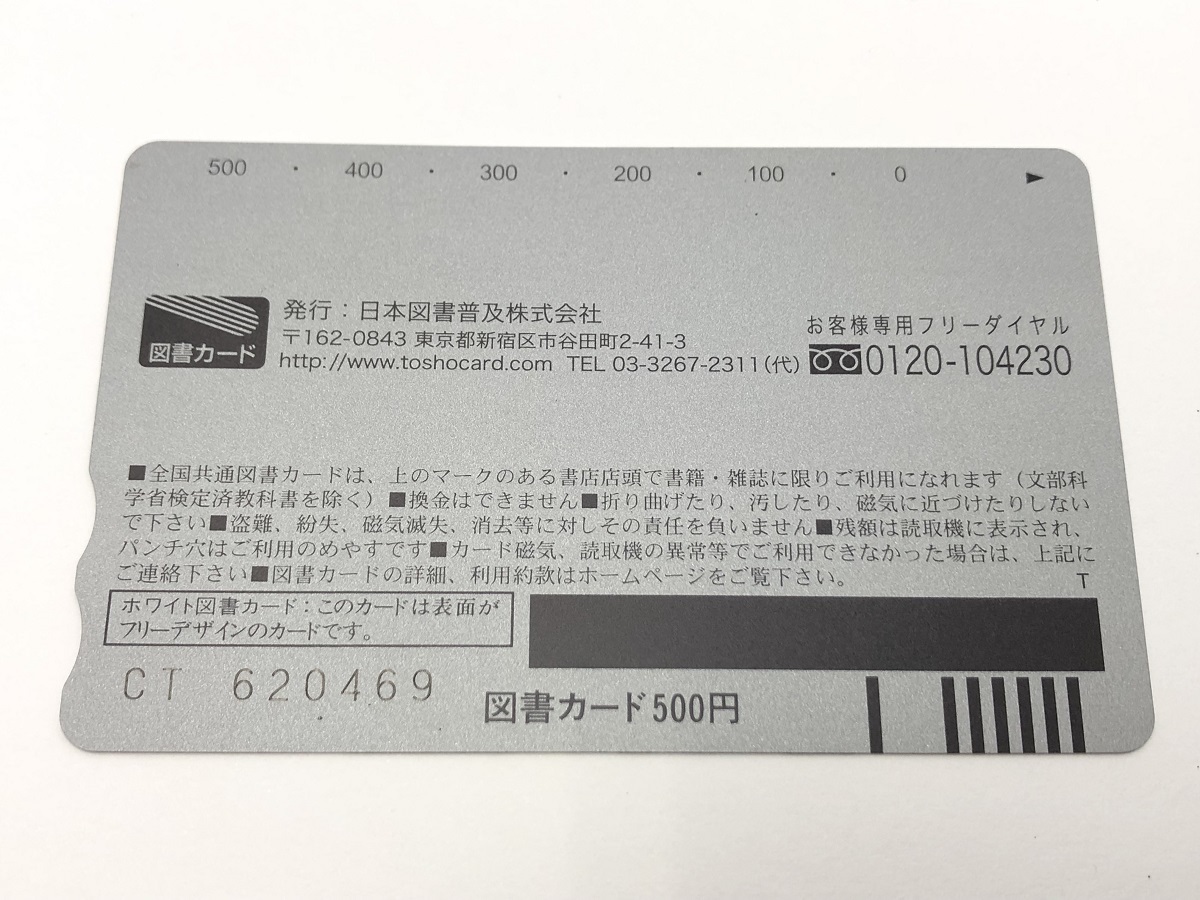 500 ・ 400 ・ 300 ・ 200 ・ 100 ・ 0 ▶
図書カード
発行：日本図書普及株式会社
〒162-0843 東京都新宿区市谷田町2-41-3
http://www.toshocard.com TEL 03-3267-2311(代)
お客様専用フリーダイヤル
0120-104230
■全国共通図書カードは、上のマークのある書店店頭で書籍・雑誌に限りご利用になれます（文部科
学省検定済教科書を除く）■換金はできません■折り曲げたり、汚したり、磁気に近づけたりしない
で下さい■盗難、紛失、磁気滅失、消去等に対しその責任を負いません■残額は読取機に表示され、
パンチ穴はご利用のめやすです■カード磁気、読取機の異常等でご利用できなかった場合は、上記に
ご連絡下さい■図書カードの詳細、利用約款はホームページをご覧下さい。
T
ホワイト図書カード：このカードは表面が
フリーデザインのカードです。
CT 620469
図書カード500円